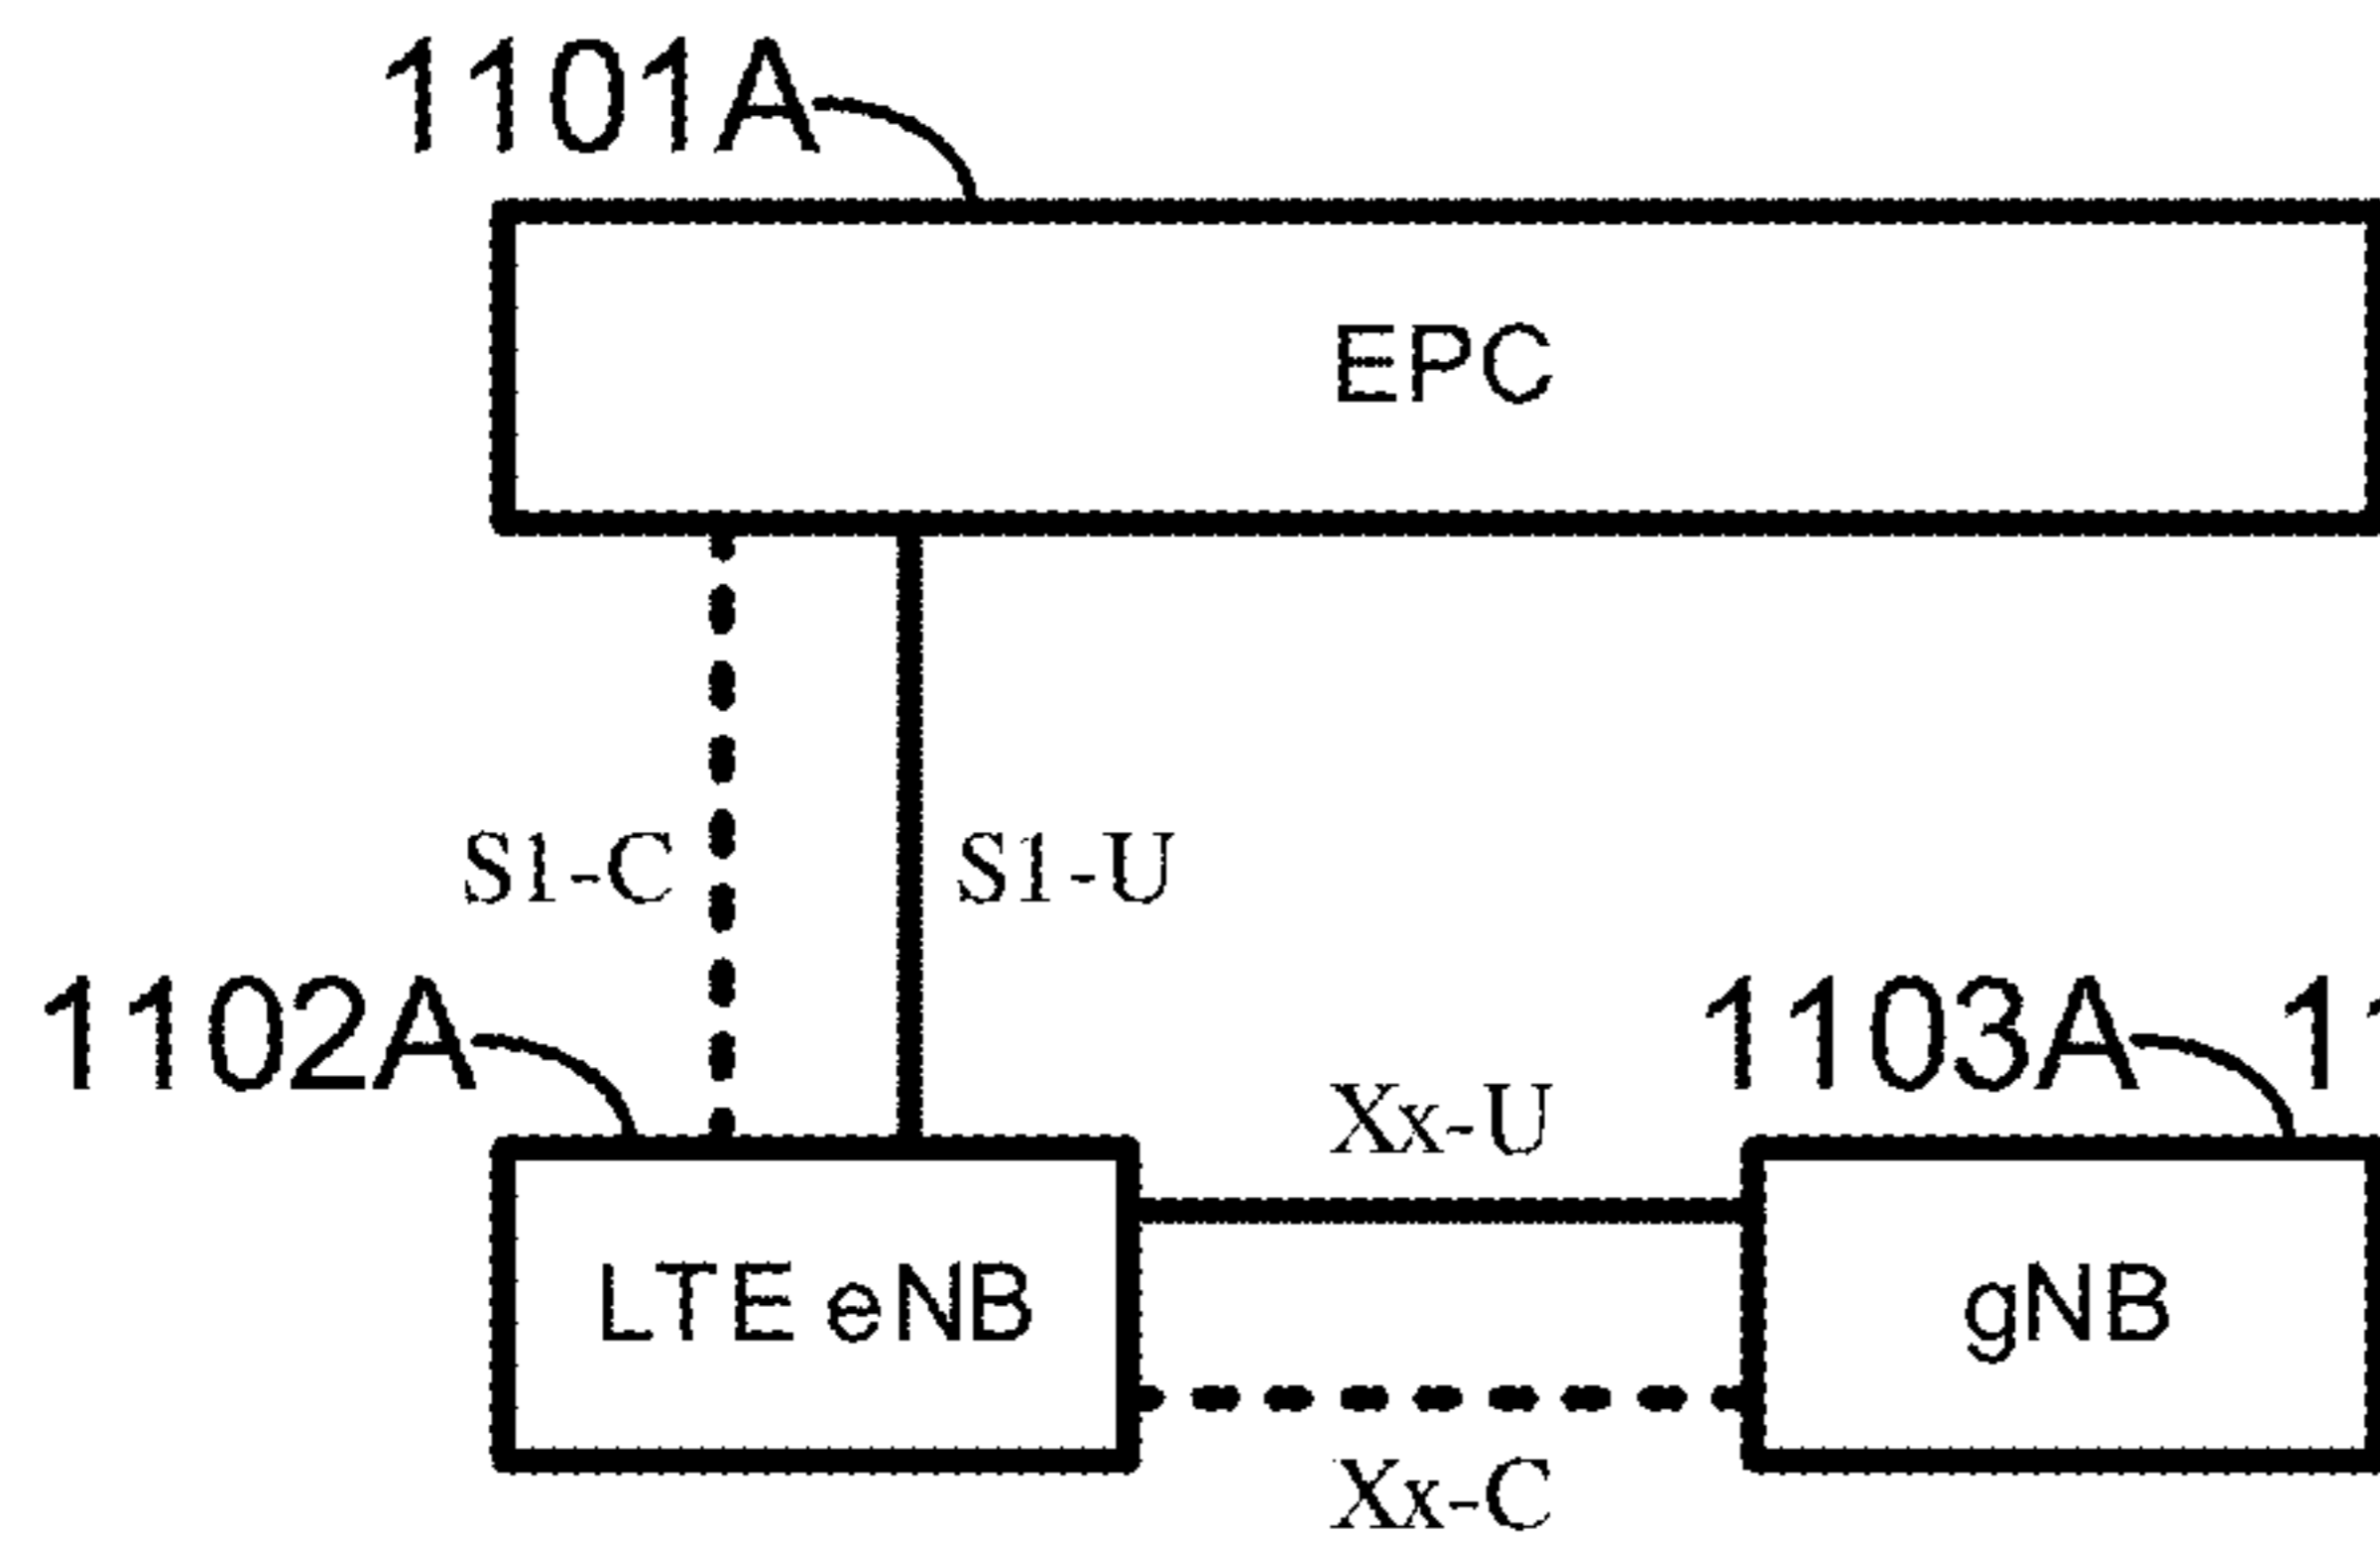 1101A
EPC
S1-C S1-U
1102A 1103A
Xx-U
LTE eNB gNB
Xx-C